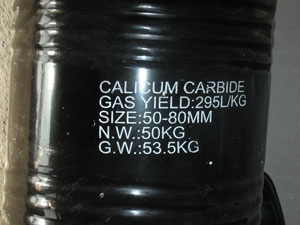 CALICUM CARBIDE
GAS YIELD:295L/KG
SIZE:50-80MM
N.W.:50KG
G.W.:53.5KG